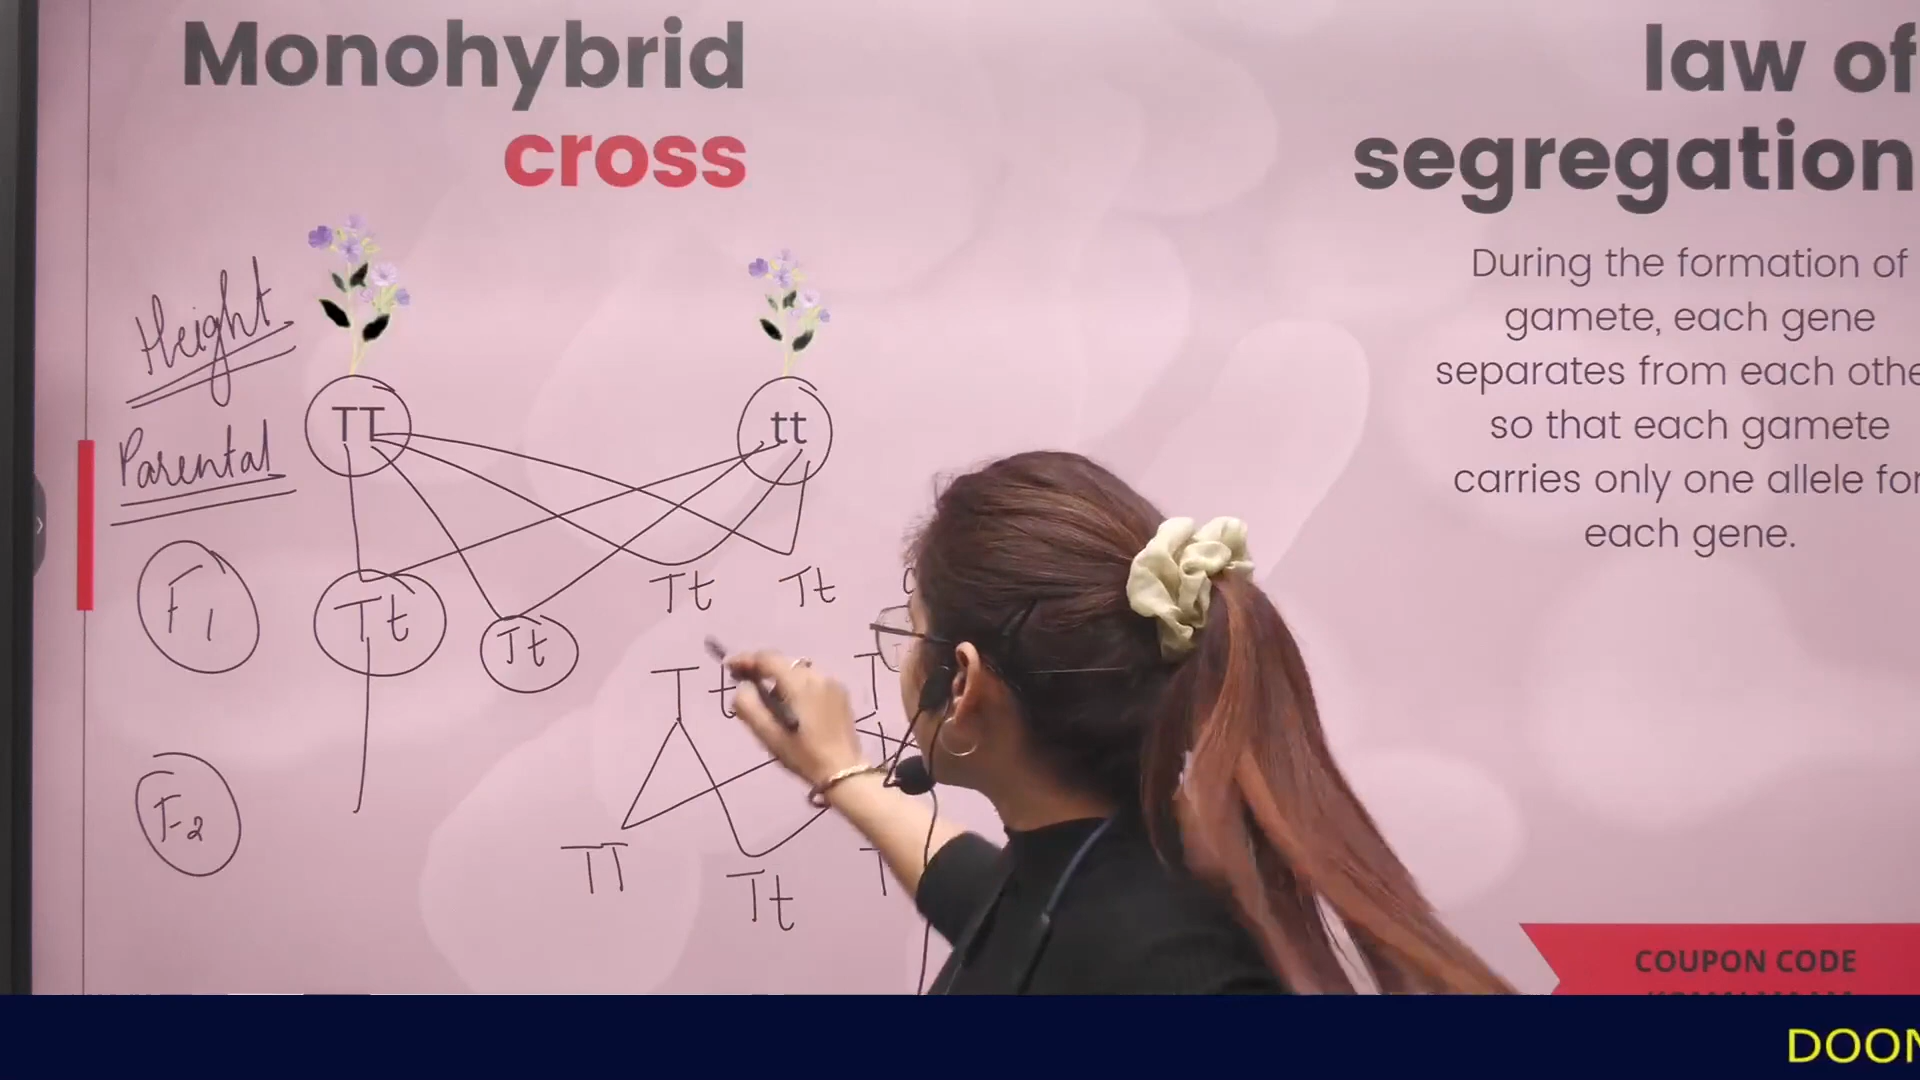 Monohybrid
cross
law of
segregation
During the formation of
gamete, each gene
separates from each othe
so that each gamete
carries only one allele for
each gene.
Height
TT tt
Parental
F1 Tt Tt Tt Tt
T t T
F2 TT Tt T
COUPON CODE
DOON